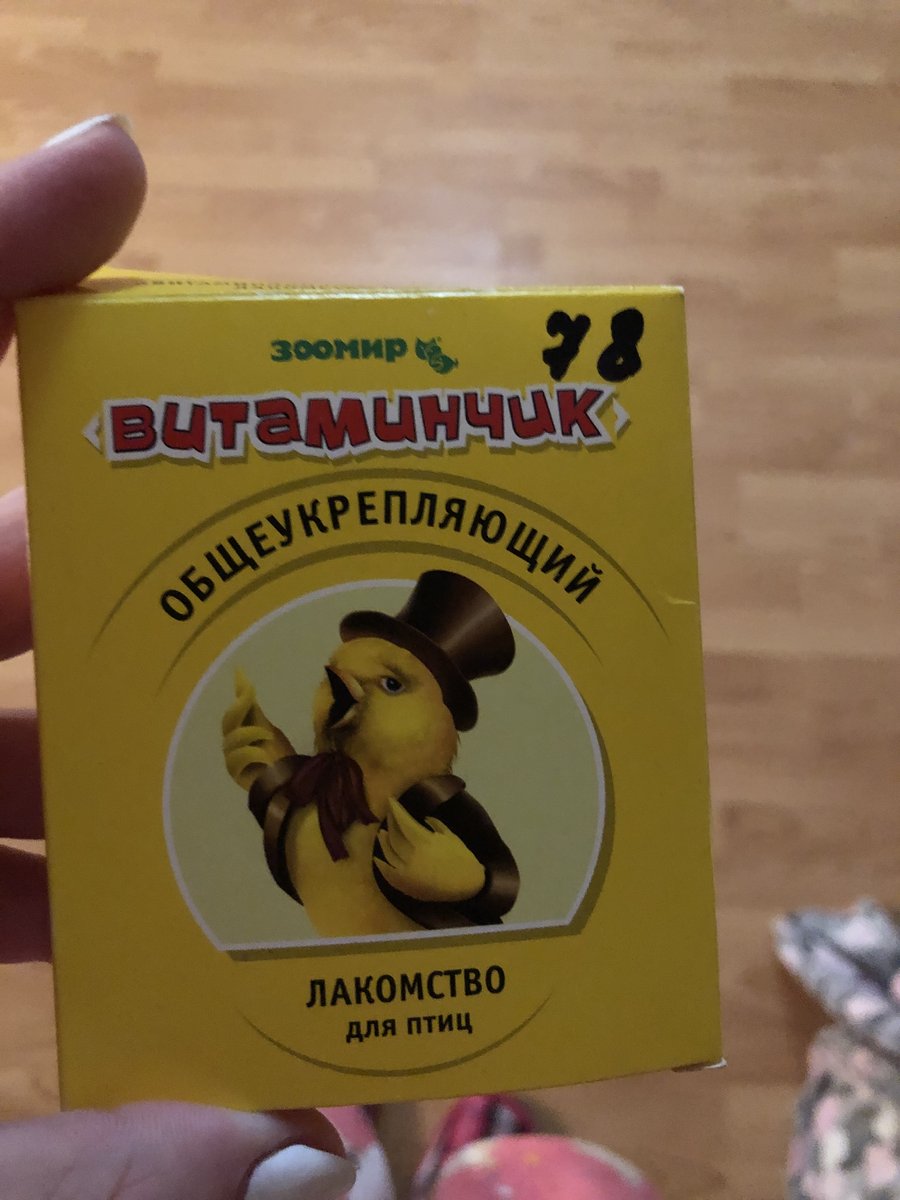 ЗООМИР
78
ВИТАМИНЧИК
ОБЩЕУКРЕПЛЯЮЩИЙ
ЛАКОМСТВО
ДЛЯ ПТИЦ